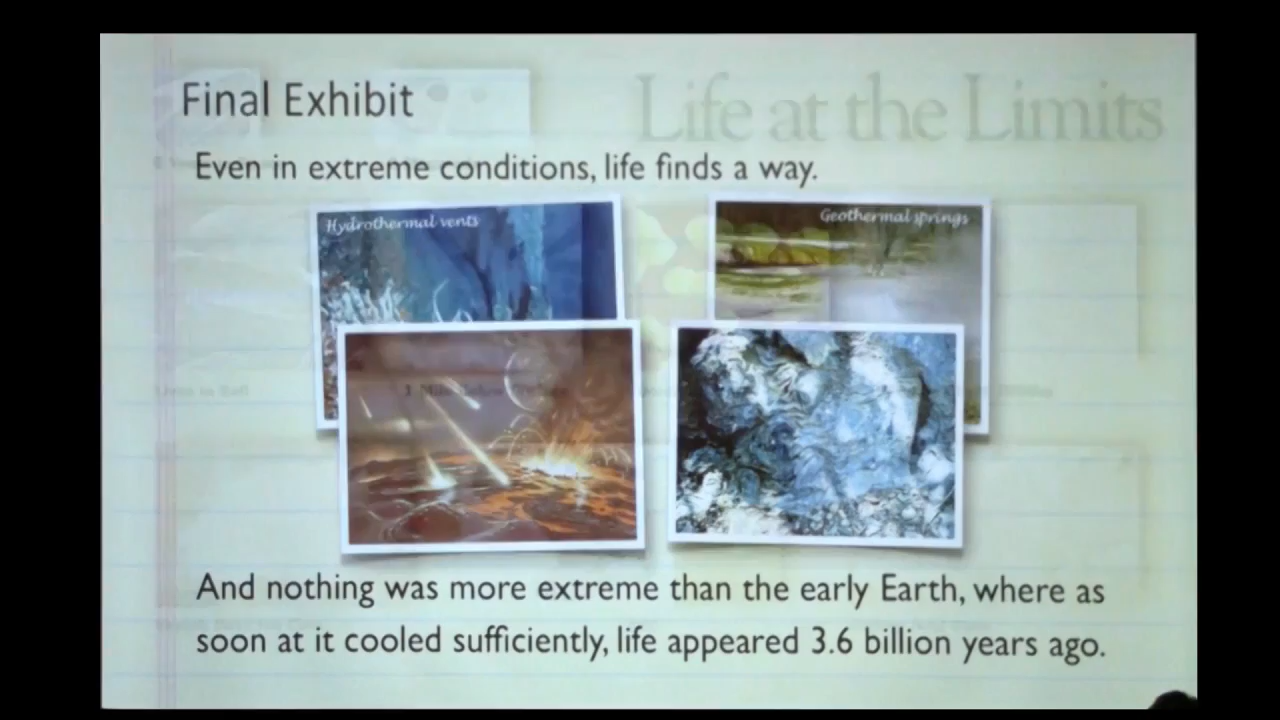 Final Exhibit
Life at the Limits
Even in extreme conditions, life finds a way.
Hydrothermal vents
Geothermal springs
And nothing was more extreme than the early Earth, where as
soon at it cooled sufficiently, life appeared 3.6 billion years ago.